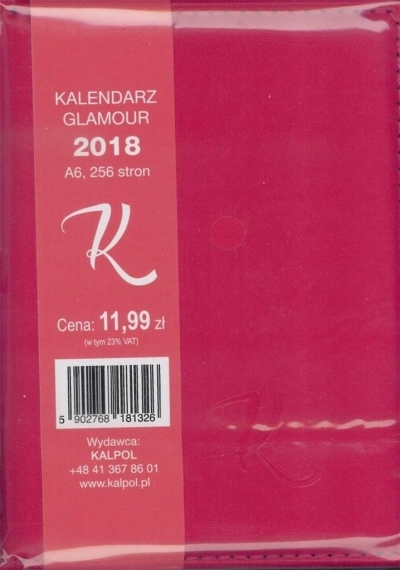 KALENDARZ
GLAMOUR
2018
A6, 256 stron
K
Cena: 11,99 zł
(w tym 23% VAT)
5 902768 181326
Wydawca:
KALPOL
+48 41 367 86 01
www.kalpol.pl
K